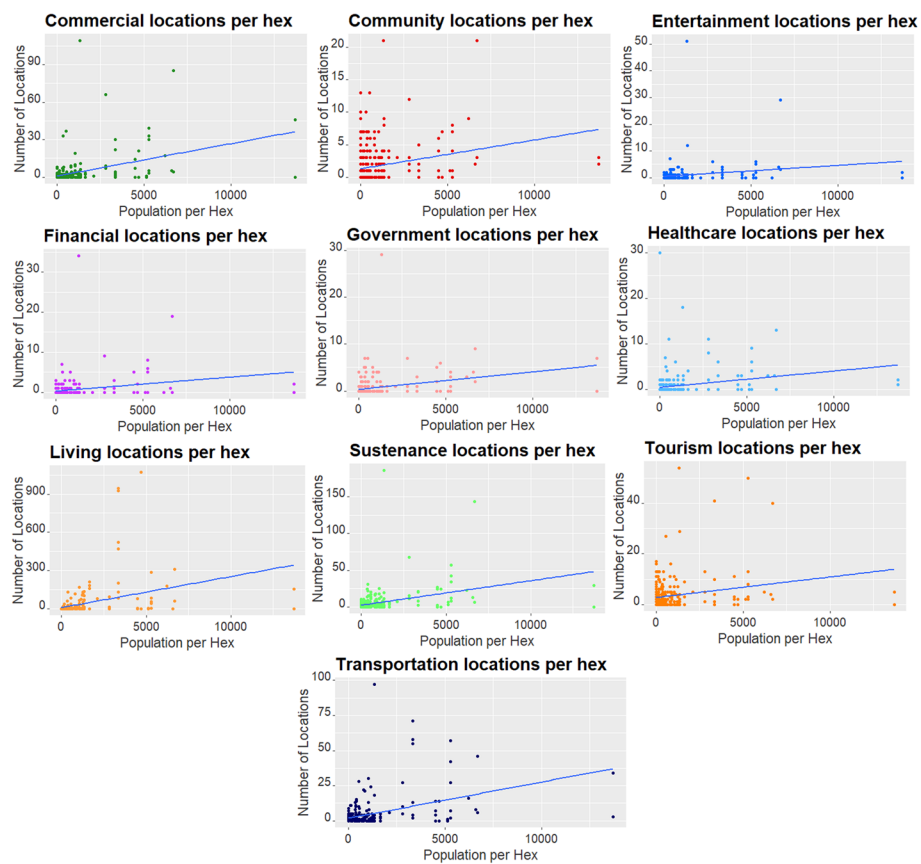 Commercial locations per hex
Number of Locations
90
60
30
0
0
5000
10000
Population per Hex
Community locations per hex
Number of Locations
20
15
10
5
0
0
5000
10000
Population per Hex
Entertainment locations per hex
Number of Locations
50
40
30
20
10
0
0
5000
10000
Population per Hex
Financial locations per hex
Number of Locations
30
20
10
0
0
5000
10000
Population per Hex
Government locations per hex
Number of Locations
30
20
10
0
0
5000
10000
Population per Hex
Healthcare locations per hex
Number of Locations
30
20
10
0
0
5000
10000
Population per Hex
Living locations per hex
Number of Locations
900
600
300
0
0
5000
10000
Population per Hex
Sustenance locations per hex
Number of Locations
150
100
50
0
0
5000
10000
Population per Hex
Tourism locations per hex
Number of Locations
40
20
0
0
5000
10000
Population per Hex
Transportation locations per hex
Number of Locations
100
75
50
25
0
0
5000
10000
Population per Hex